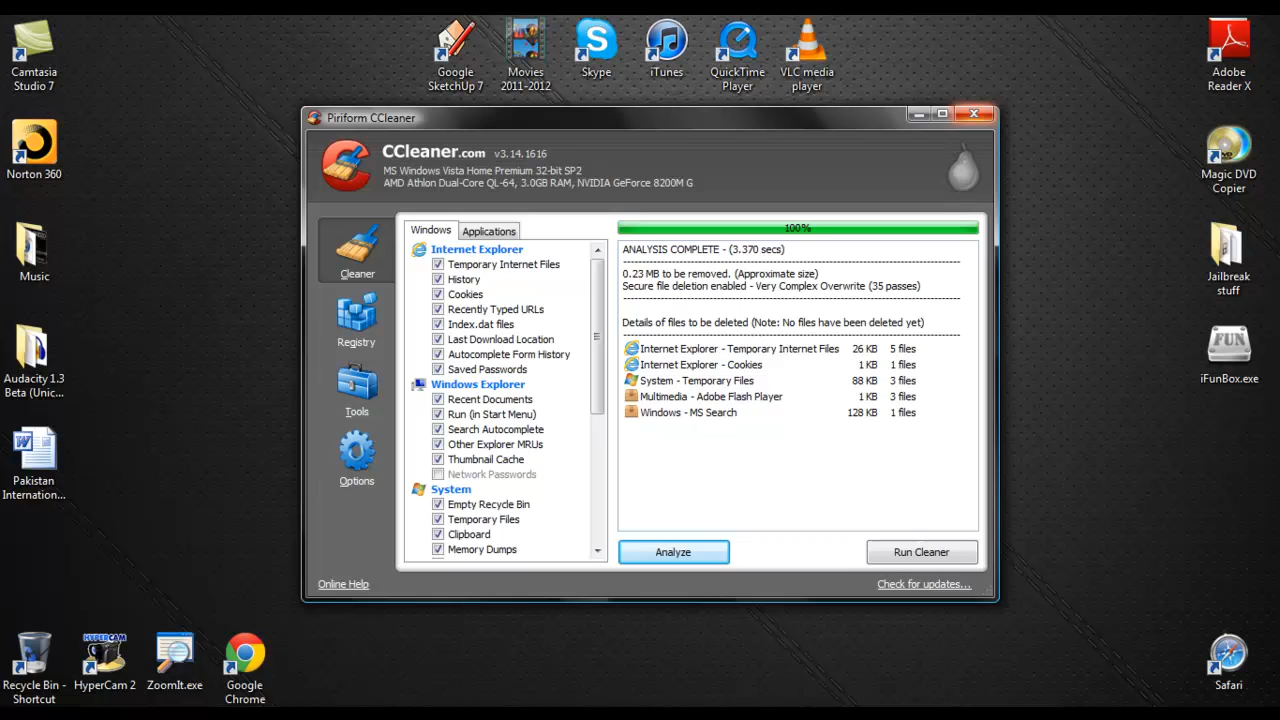 Camtasia
Studio 7
Google
SketchUp 7
Movies
2011-2012
Skype
iTunes
QuickTime
Player
VLC media
player
Adobe
Reader X
Norton 360
Magic DVD
Copier
Music
Jailbreak
stuff
Audacity 1.3
Beta (Unic...
iFunBox.exe
FUN
Pakistan
Internation...
Piriform CCleaner
CCleaner.com v3.14.1616
MS Windows Vista Home Premium 32-bit SP2
AMD Athlon Dual-Core QL-64, 3.0GB RAM, NVIDIA GeForce 8200M G
Cleaner
Registry
Tools
Options
Windows
Applications
Internet Explorer
Temporary Internet Files
History
Cookies
Recently Typed URLs
Index.dat files
Last Download Location
Autocomplete Form History
Saved Passwords
Windows Explorer
Recent Documents
Run (in Start Menu)
Search Autocomplete
Other Explorer MRUs
Thumbnail Cache
Network Passwords
System
Empty Recycle Bin
Temporary Files
Clipboard
Memory Dumps
100%
ANALYSIS COMPLETE - (3.370 secs)
0.23 MB to be removed. (Approximate size)
Secure file deletion enabled - Very Complex Overwrite (35 passes)
Details of files to be deleted (Note: No files have been deleted yet)
Internet Explorer - Temporary Internet Files 26 KB 5 files
Internet Explorer - Cookies 1 KB 1 files
System - Temporary Files 88 KB 3 files
Multimedia - Adobe Flash Player 1 KB 3 files
Windows - MS Search 128 KB 1 files
Analyze
Run Cleaner
Online Help
Check for updates...
Recycle Bin -
Shortcut
HYPERCAM
HyperCam 2
ZoomIt.exe
Google
Chrome
Safari